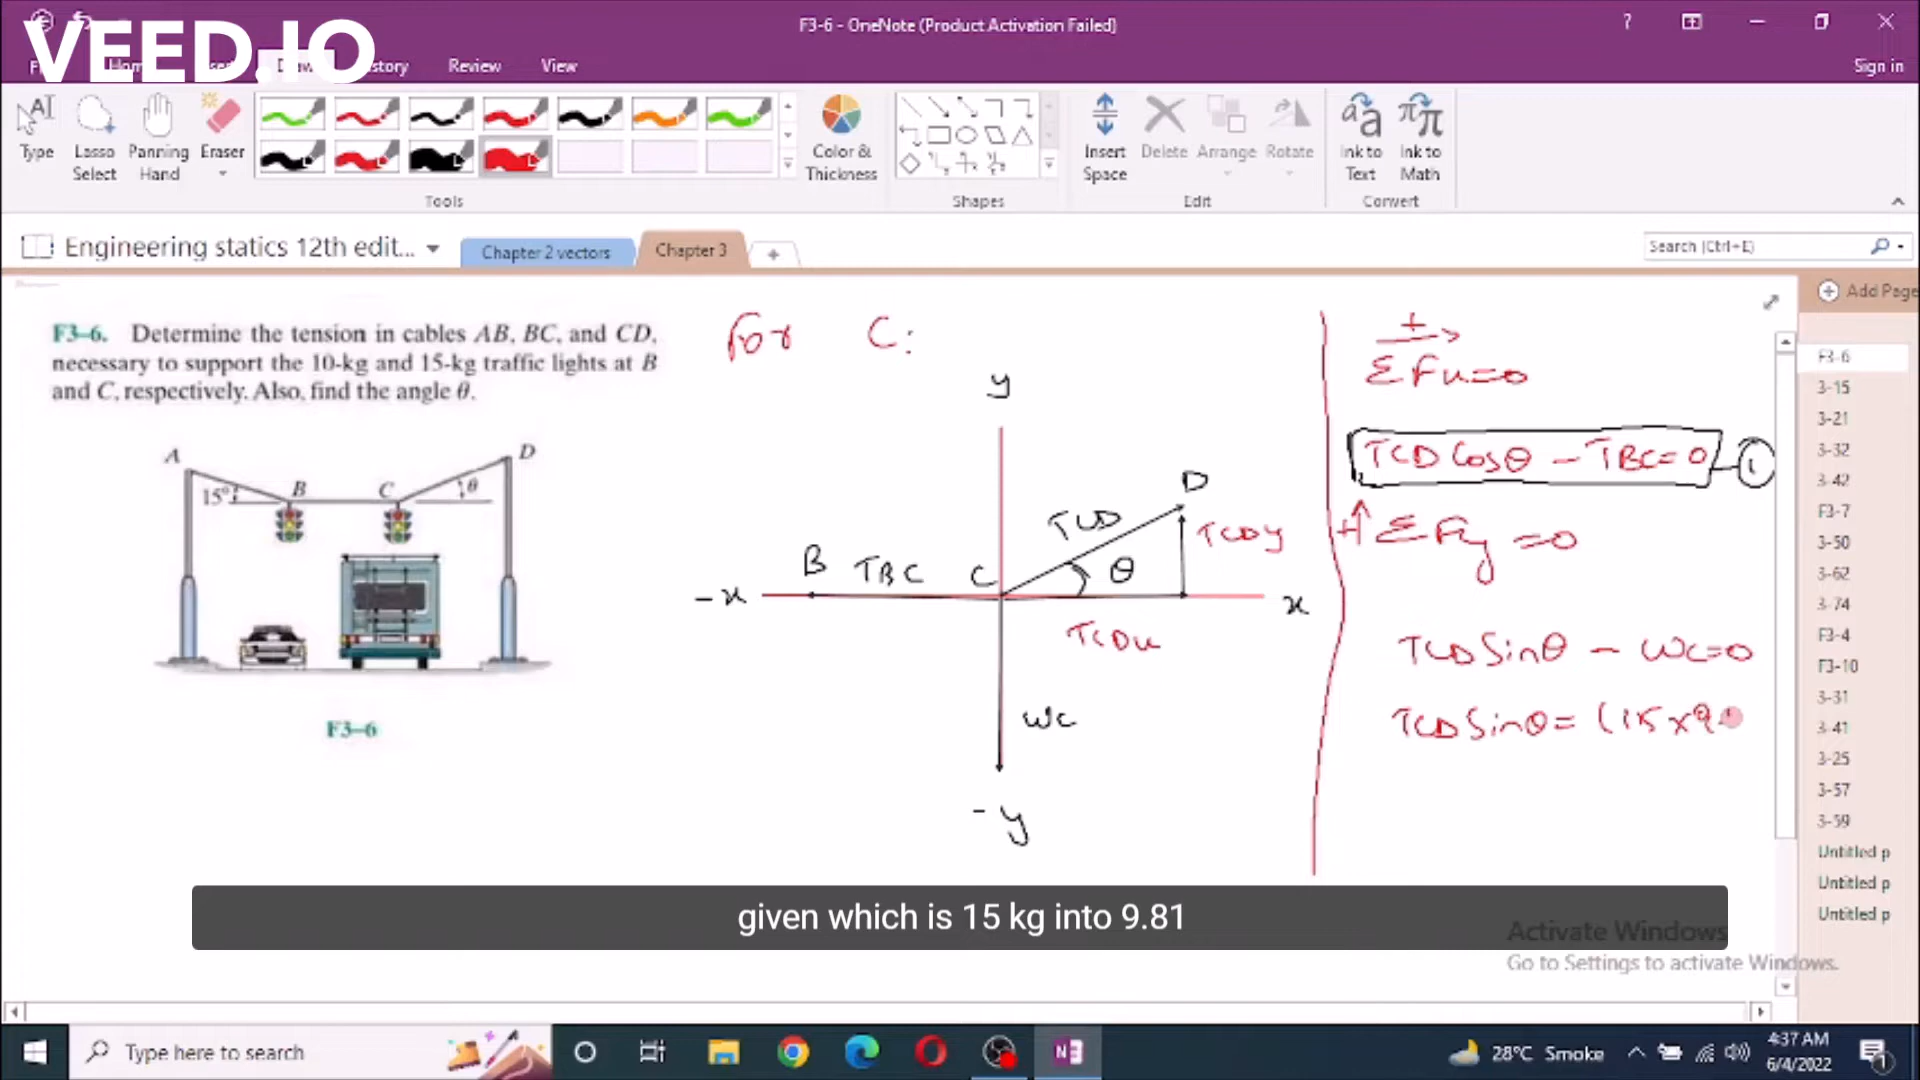 F3-6 - OneNote (Product Activation Failed)
VEED.IO
Review
View
Sign in
Type
Lasso Select
Panning Hand
Eraser
Color & Thickness
Insert Space
Delete
Arrange
Rotate
Ink to Text
Ink to Math
Tools
Shapes
Edit
Convert
Engineering statics 12th edit...
Chapter 2 vectors
Chapter 3
Search (Ctrl+E)
Add Page
F3–6. Determine the tension in cables AB, BC, and CD,
necessary to support the 10-kg and 15-kg traffic lights at B
and C, respectively. Also, find the angle θ.
A
D
15°
B
C
θ
F3–6
For C:
y
D
TCD
TCDy
B
TBC
C
θ
-x
x
TCDx
WC
-y
+
ΣFx=0
TCD Cosθ - TBC=0
1
+↑ ΣFy=0
TCD Sinθ - WC=0
TCD Sinθ = (15x9.
F3-6
3-15
3-21
3-32
3-42
F3-7
3-50
3-62
3-74
F3-4
F3-10
3-31
3-41
3-25
3-57
3-59
Untitled p
Untitled p
Untitled p
given which is 15 kg into 9.81
Activate Windows
Go to Settings to activate Windows.
Type here to search
28°C Smoke
4:37 AM
6/4/2022